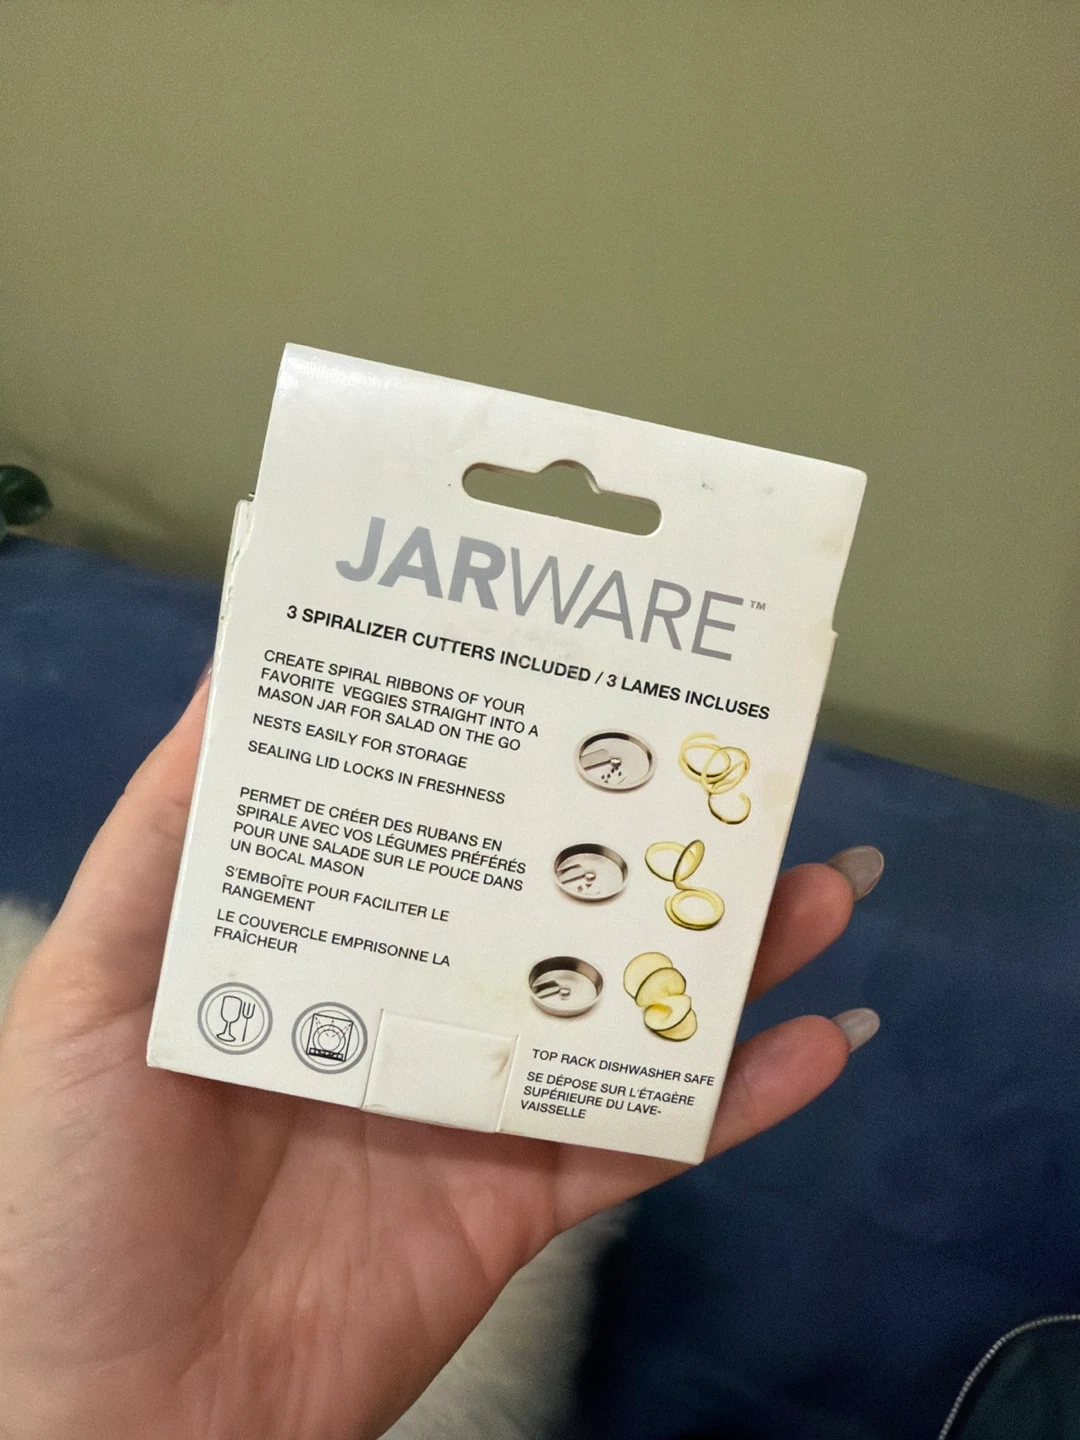 JARWARE™
3 SPIRALIZER CUTTERS INCLUDED / 3 LAMES INCLUSES
CREATE SPIRAL RIBBONS OF YOUR
FAVORITE VEGGIES STRAIGHT INTO A
MASON JAR FOR SALAD ON THE GO
NESTS EASILY FOR STORAGE
SEALING LID LOCKS IN FRESHNESS
PERMET DE CRÉER DES RUBANS EN
SPIRALE AVEC VOS LÉGUMES PRÉFÉRÉS
POUR UNE SALADE SUR LE POUCE DANS
UN BOCAL MASON
S'EMBOÎTE POUR FACILITER LE
RANGEMENT
LE COUVERCLE EMPRISONNE LA
FRAÎCHEUR
TOP RACK DISHWASHER SAFE
SE DÉPOSE SUR L'ÉTAGÈRE
SUPÉRIEURE DU LAVE-
VAISSELLE